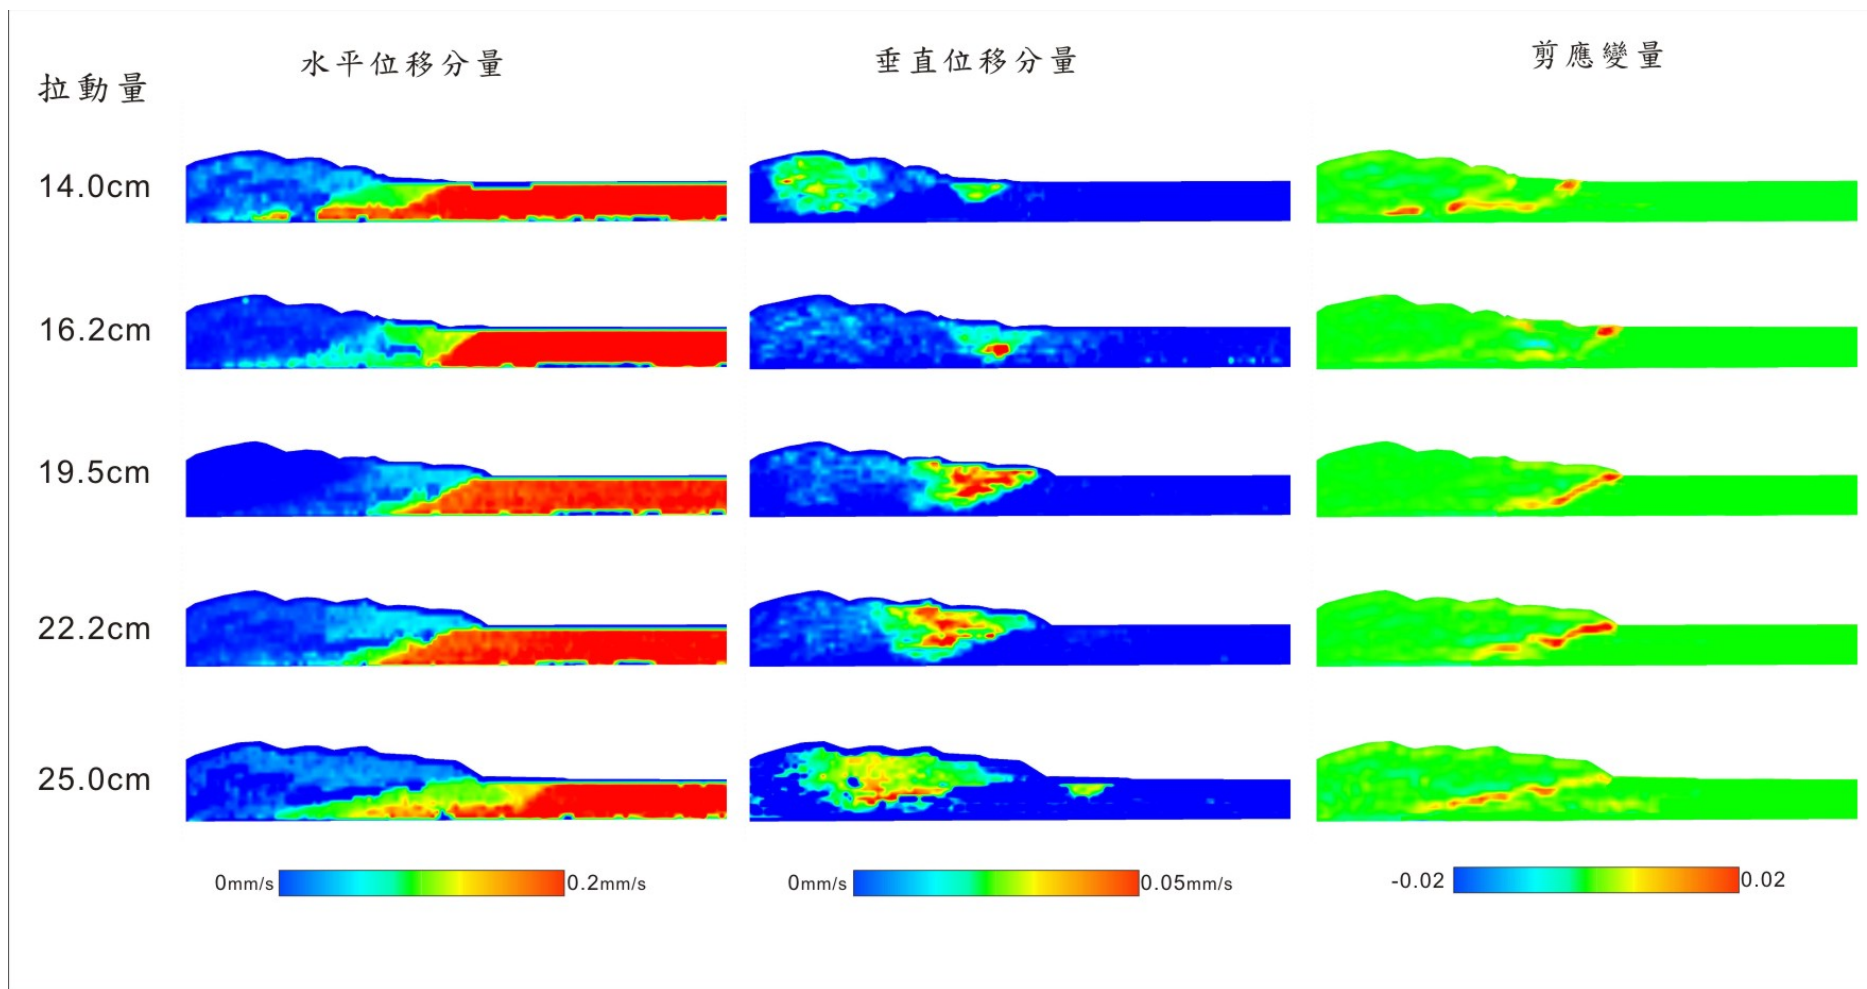 水平位移分量
垂直位移分量
剪應變量
拉動量
14.0cm
16.2cm
19.5cm
22.2cm
25.0cm
0mm/s 0.2mm/s
0mm/s 0.05mm/s
-0.02 0.02